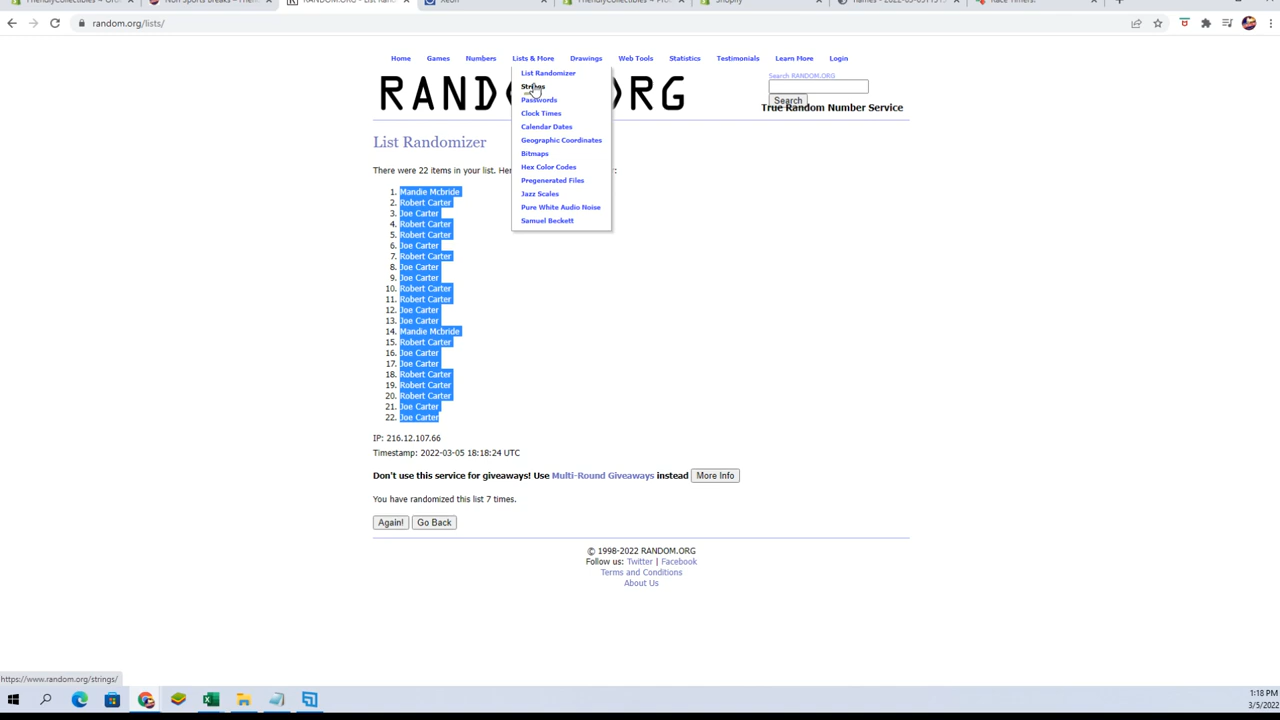 random.org/lists/
Home Games Numbers Lists & More Drawings Web Tools Statistics Testimonials Learn More Login
List Randomizer
Strings
Passwords
Clock Times
Calendar Dates
Geographic Coordinates
Bitmaps
Hex Color Codes
Pregenerated Files
Jazz Scales
Pure White Audio Noise
Samuel Beckett
Search RANDOM.ORG
Search
True Random Number Service
List Randomizer
There were 22 items in your list.
1. Mandie Mcbride
2. Robert Carter
3. Joe Carter
4. Robert Carter
5. Robert Carter
6. Joe Carter
7. Robert Carter
8. Joe Carter
9. Joe Carter
10. Robert Carter
11. Robert Carter
12. Joe Carter
13. Joe Carter
14. Mandie Mcbride
15. Robert Carter
16. Joe Carter
17. Joe Carter
18. Robert Carter
19. Robert Carter
20. Robert Carter
21. Joe Carter
22. Joe Carter
IP: 216.12.107.66
Timestamp: 2022-03-05 18:18:24 UTC
Don't use this service for giveaways! Use Multi-Round Giveaways instead More Info
You have randomized this list 7 times.
Again! Go Back
© 1998-2022 RANDOM.ORG
Follow us: Twitter | Facebook
Terms and Conditions
About Us
https://www.random.org/strings/
1:18 PM
3/5/2022